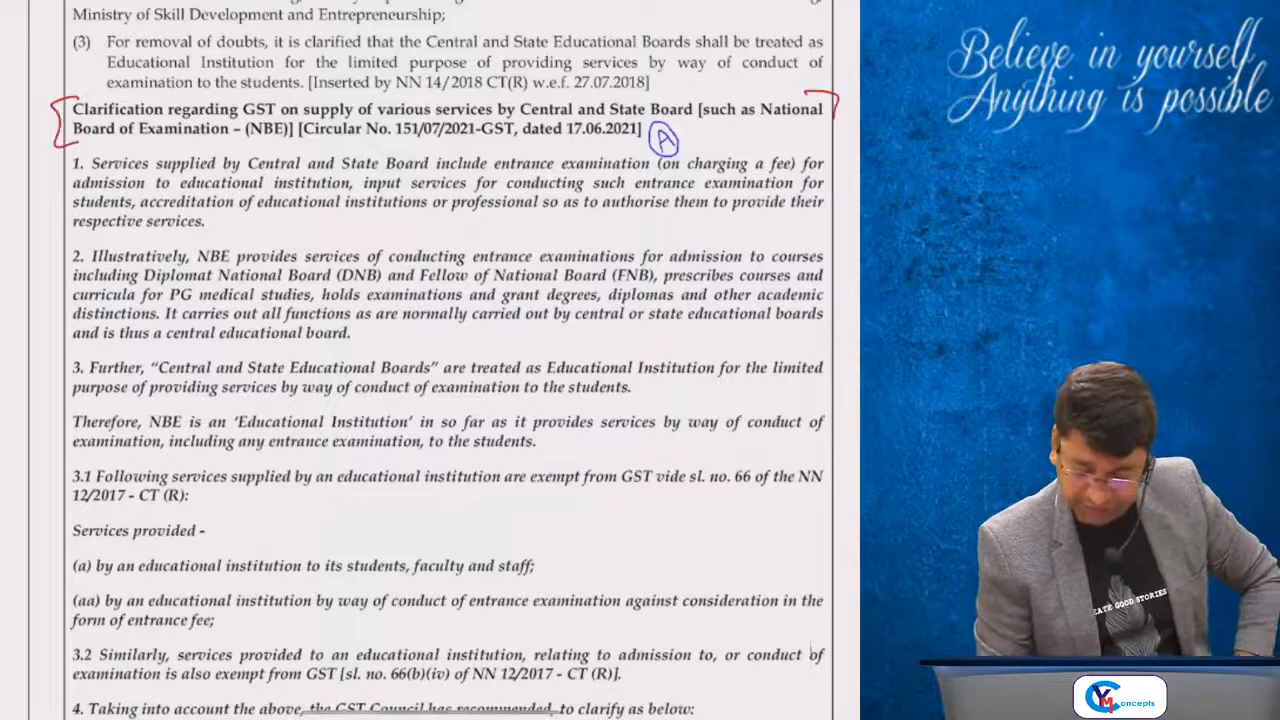 Ministry of Skill Development and Entrepreneurship;
(3) For removal of doubts, it is clarified that the Central and State Educational Boards shall be treated as
Educational Institution for the limited purpose of providing services by way of conduct of
examination to the students. [Inserted by NN 14/2018 CT(R) w.e.f. 27.07.2018]
Clarification regarding GST on supply of various services by Central and State Board [such as National
Board of Examination – (NBE)] [Circular No. 151/07/2021-GST, dated 17.06.2021]
A
1. Services supplied by Central and State Board include entrance examination (on charging a fee) for
admission to educational institution, input services for conducting such entrance examination for
students, accreditation of educational institutions or professional so as to authorise them to provide their
respective services.
2. Illustratively, NBE provides services of conducting entrance examinations for admission to courses
including Diplomat National Board (DNB) and Fellow of National Board (FNB), prescribes courses and
curricula for PG medical studies, holds examinations and grant degrees, diplomas and other academic
distinctions. It carries out all functions as are normally carried out by central or state educational boards
and is thus a central educational board.
3. Further, “Central and State Educational Boards” are treated as Educational Institution for the limited
purpose of providing services by way of conduct of examination to the students.
Therefore, NBE is an ‘Educational Institution’ in so far as it provides services by way of conduct of
examination, including any entrance examination, to the students.
3.1 Following services supplied by an educational institution are exempt from GST vide sl. no. 66 of the NN
12/2017 - CT (R):
Services provided -
(a) by an educational institution to its students, faculty and staff;
(aa) by an educational institution by way of conduct of entrance examination against consideration in the
form of entrance fee;
3.2 Similarly, services provided to an educational institution, relating to admission to, or conduct of
examination is also exempt from GST [sl. no. 66(b)(iv) of NN 12/2017 - CT (R)].
4. Taking into account the above, the GST Council has recommended, to clarify as below:
Believe in yourself
Anything is possible
EATE GOOD STORIES
YM
Concepts